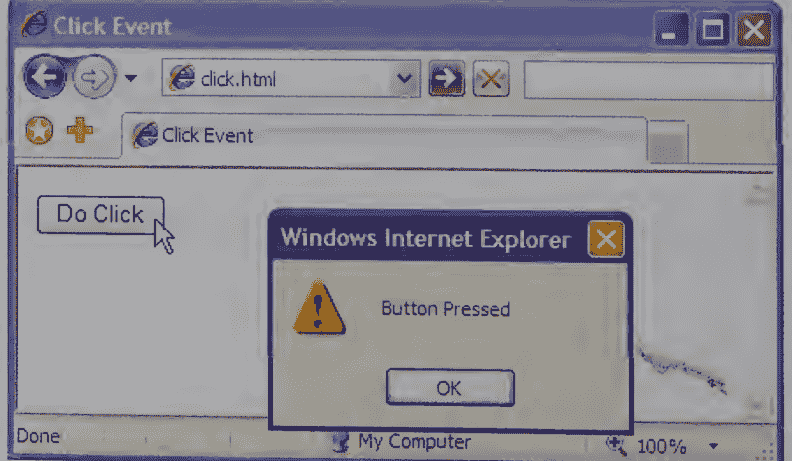 Click Event
click.html
Click Event
Do Click
Windows Internet Explorer
Button Pressed
OK
Done
My Computer
100%